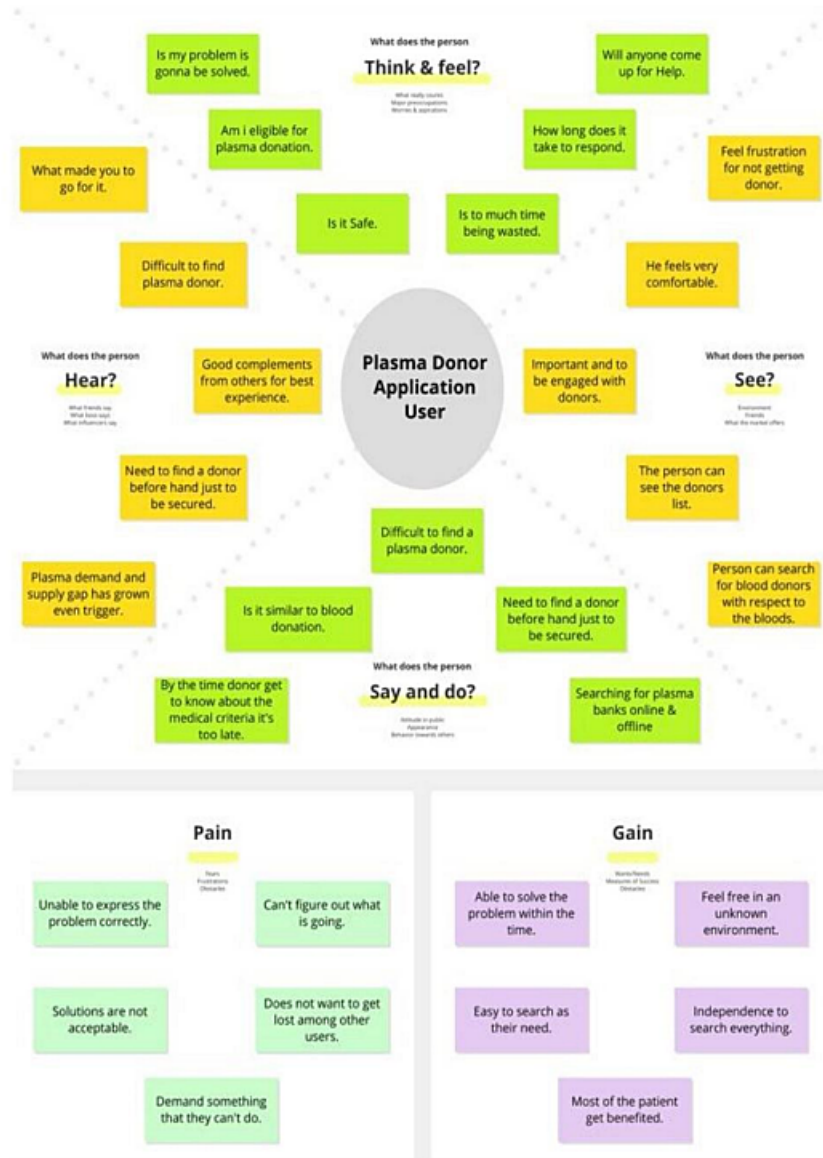 What does the person
Think & feel?
What really counts
Major preoccupations
Worries & aspirations
Is my problem is
gonna be solved.
Will anyone come
up for Help.
Am i eligible for
plasma donation.
How long does it
take to respond.
Is it Safe.
Is to much time
being wasted.
What made you to
go for it.
Difficult to find
plasma donor.
What does the person
Hear?
What friends say
What boss says
What influencers say
Good complements
from others for best
experience.
Need to find a donor
before hand just to
be secured.
Plasma demand and
supply gap has grown
even trigger.
Plasma Donor
Application
User
Feel frustration
for not getting
donor.
He feels very
comfortable.
Important and to
be engaged with
donors.
What does the person
See?
Environment
Friends
What the market offers
The person can
see the donors
list.
Person can search
for blood donors
with respect to
the bloods.
Difficult to find a
plasma donor.
Is it similar to blood
donation.
Need to find a donor
before hand just to
be secured.
What does the person
Say and do?
Attitude in public
Appearance
Behavior towards others
By the time donor get
to know about the
medical criteria it's
too late.
Searching for plasma
banks online &
offline
Pain
Fears
Frustrations
Obstacles
Unable to express the
problem correctly.
Can't figure out what
is going.
Solutions are not
acceptable.
Does not want to get
lost among other
users.
Demand something
that they can't do.
Gain
Wants/Needs
Measures of Success
Obstacles
Able to solve the
problem within the
time.
Feel free in an
unknown
environment.
Easy to search as
their need.
Independence to
search everything.
Most of the patient
get benefited.